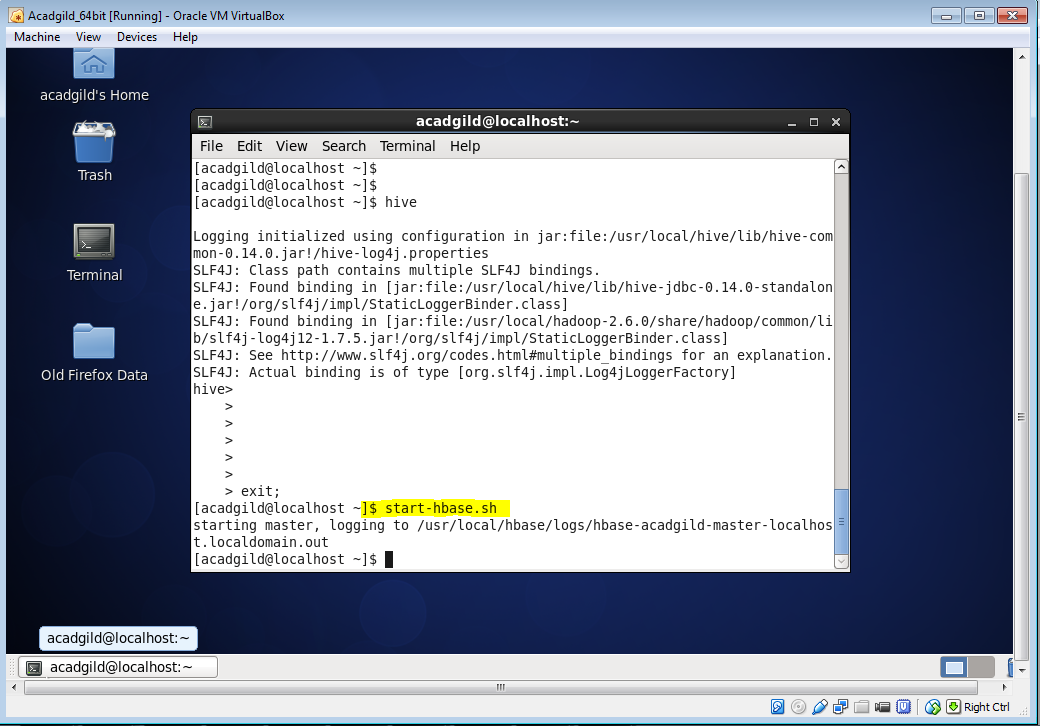 Acadgild_64bit [Running] - Oracle VM VirtualBox
Machine View Devices Help
acadgild's Home
Trash
Terminal
Old Firefox Data
acadgild@localhost:~
File Edit View Search Terminal Help
[acadgild@localhost ~]$
[acadgild@localhost ~]$
[acadgild@localhost ~]$ hive
Logging initialized using configuration in jar:file:/usr/local/hive/lib/hive-com
mon-0.14.0.jar!/hive-log4j.properties
SLF4J: Class path contains multiple SLF4J bindings.
SLF4J: Found binding in [jar:file:/usr/local/hive/lib/hive-jdbc-0.14.0-standalon
e.jar!/org/slf4j/impl/StaticLoggerBinder.class]
SLF4J: Found binding in [jar:file:/usr/local/hadoop-2.6.0/share/hadoop/common/li
b/slf4j-log4j12-1.7.5.jar!/org/slf4j/impl/StaticLoggerBinder.class]
SLF4J: See http://www.slf4j.org/codes.html#multiple_bindings for an explanation.
SLF4J: Actual binding is of type [org.slf4j.impl.Log4jLoggerFactory]
hive>
>
>
>
>
>
> exit;
[acadgild@localhost ~]$ start-hbase.sh
starting master, logging to /usr/local/hbase/logs/hbase-acadgild-master-localhos
t.localdomain.out
[acadgild@localhost ~]$
acadgild@localhost:~
acadgild@localhost:~
Right Ctrl